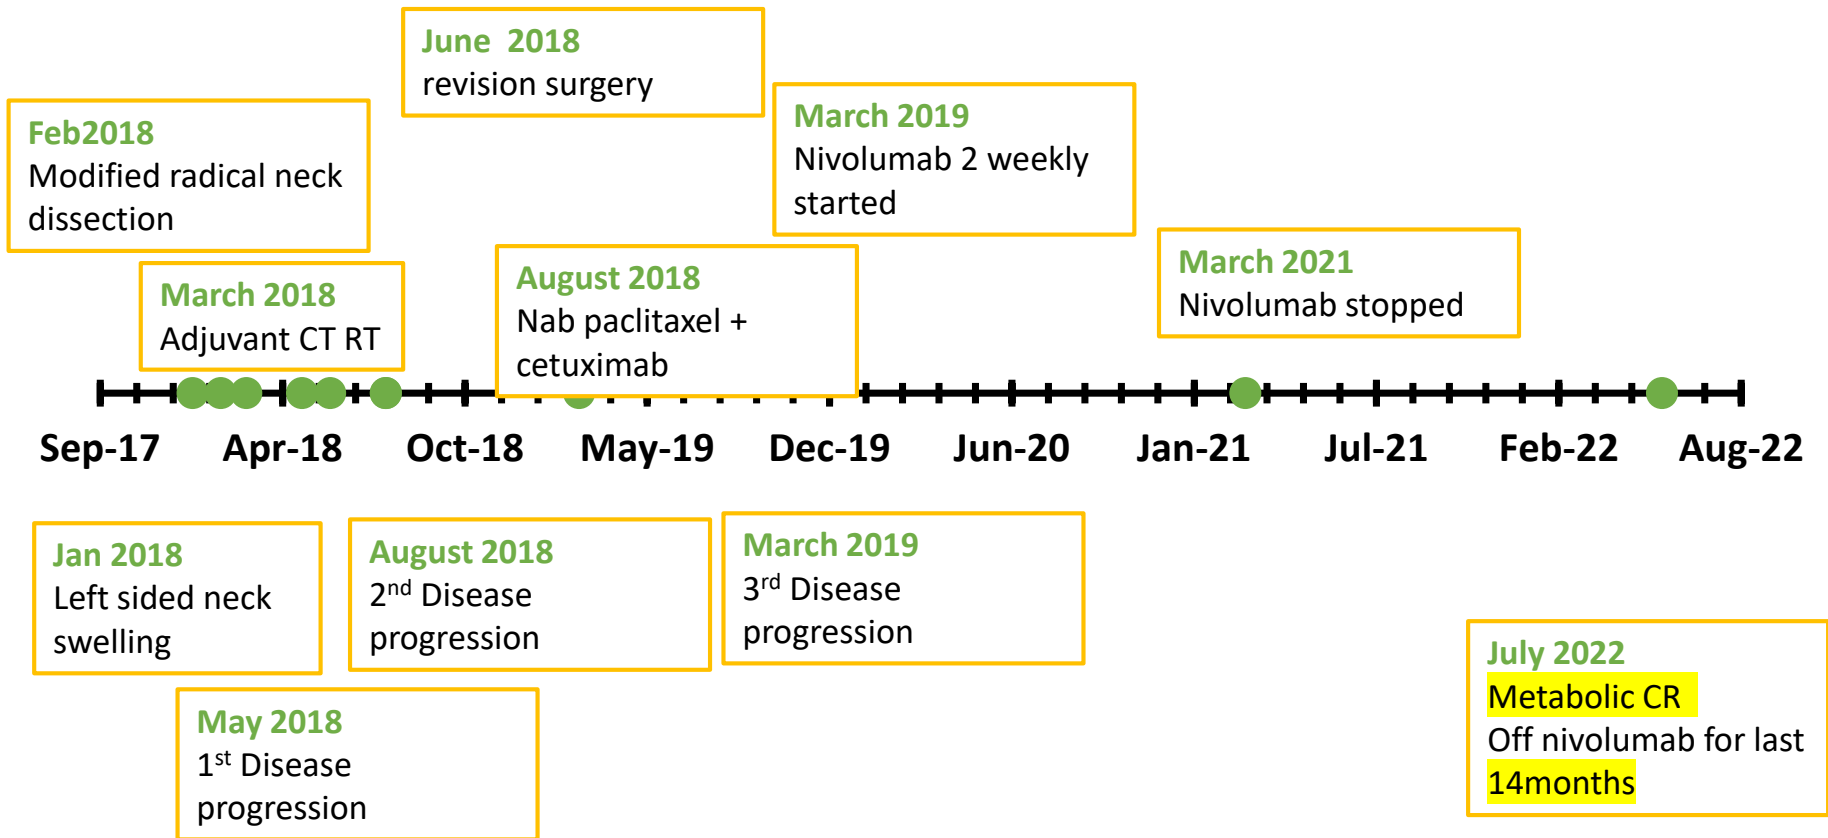 June 2018
revision surgery
Feb2018
Modified radical neck
dissection
March 2019
Nivolumab 2 weekly
started
March 2018
Adjuvant CT RT
August 2018
Nab paclitaxel +
cetuximab
March 2021
Nivolumab stopped
Sep-17 Apr-18 Oct-18 May-19 Dec-19 Jun-20 Jan-21 Jul-21 Feb-22 Aug-22
Jan 2018
Left sided neck
swelling
August 2018
2nd Disease
progression
March 2019
3rd Disease
progression
May 2018
1st Disease
progression
July 2022
Metabolic CR
Off nivolumab for last
14months